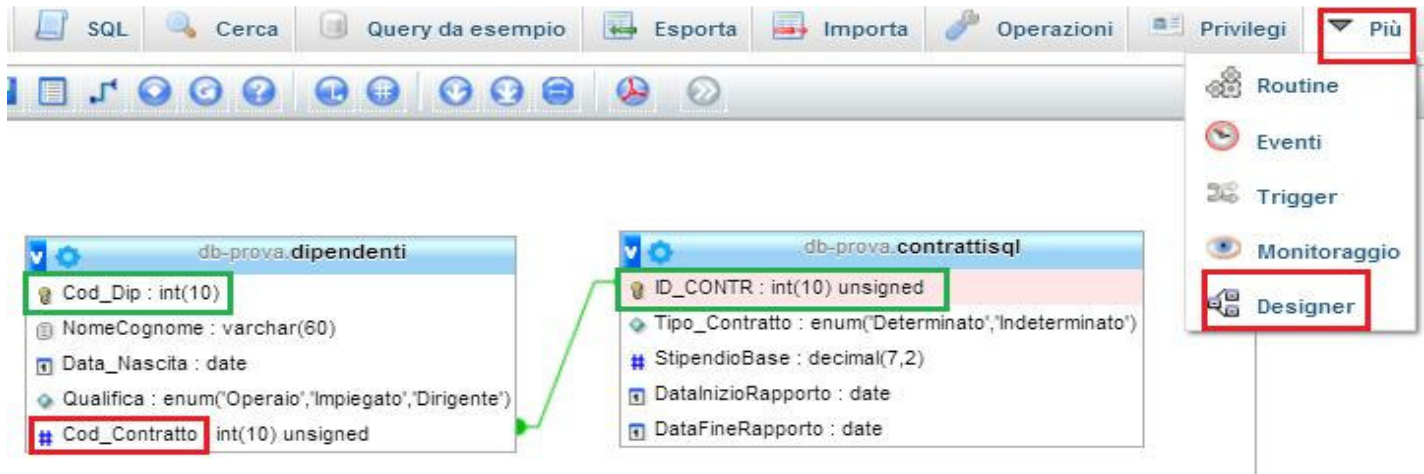 SQL Cerca Query da esempio Esporta Importa Operazioni Privilegi Più
Routine
Eventi
Trigger
Monitoraggio
Designer
db-prova.dipendenti
Cod_Dip : int(10)
NomeCognome : varchar(60)
Data_Nascita : date
Qualifica : enum('Operaio','Impiegato','Dirigente')
Cod_Contratto : int(10) unsigned
db-prova.contrattisql
ID_CONTR : int(10) unsigned
Tipo_Contratto : enum('Determinato','Indeterminato')
StipendioBase : decimal(7,2)
DataInizioRapporto : date
DataFineRapporto : date